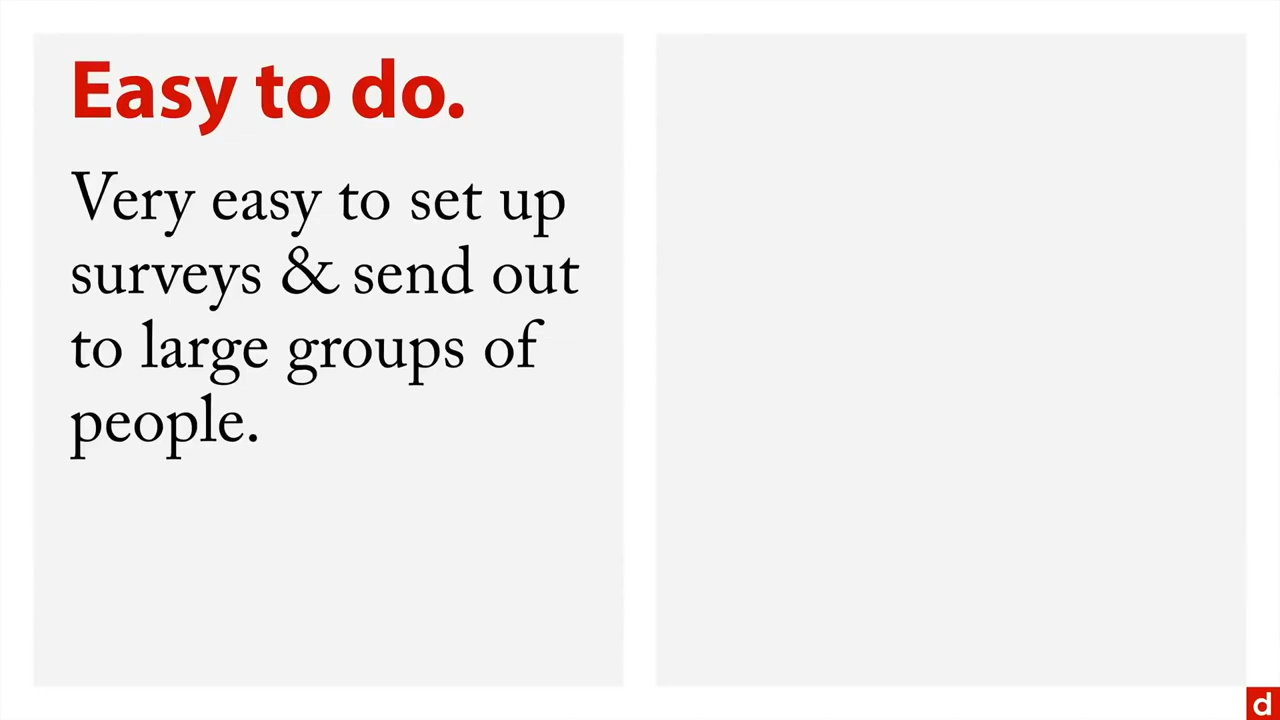 Easy to do.
Very easy to set up
surveys & send out
to large groups of
people.
d